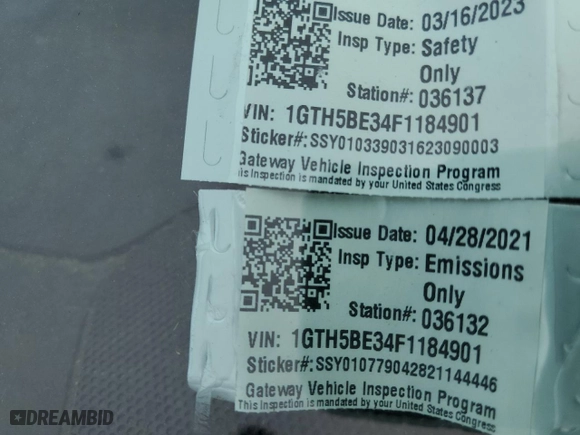 Issue Date: 03/16/2023
Insp Type: Safety
Only
Station#: 036137
VIN: 1GTH5BE34F1184901
Sticker#: SSY010339031623090003
Gateway Vehicle Inspection Program
This Inspection is mandated by your United States Congress
Issue Date: 04/28/2021
Insp Type: Emissions
Only
Station#: 036132
VIN: 1GTH5BE34F1184901
Sticker#: SSY010779042821144446
Gateway Vehicle Inspection Program
This Inspection is mandated by your United States Congress
DREAMBID